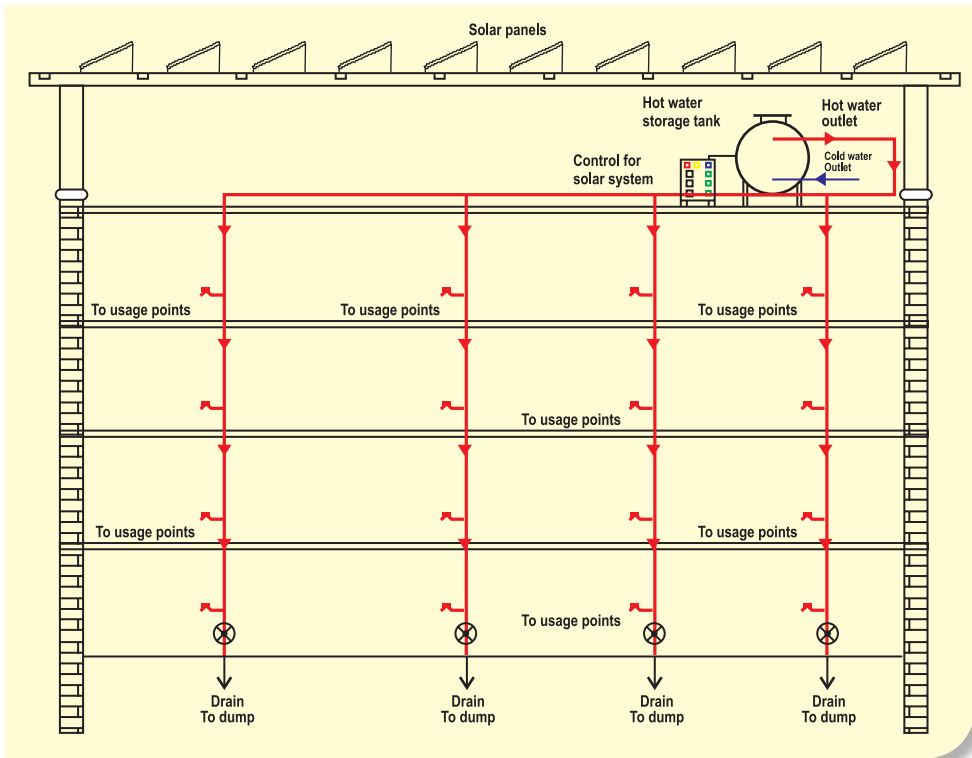 Solar panels
Hot water
storage tank
Hot water
outlet
Cold water
Outlet
Control for
solar system
To usage points
To usage points
To usage points
To usage points
To usage points
To usage points
To usage points
Drain
To dump
Drain
To dump
Drain
To dump
Drain
To dump